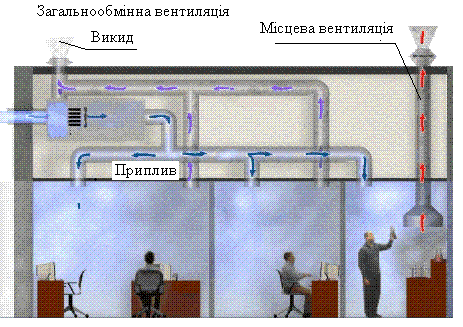 Загальнообмінна вентиляція
Викид
Місцева вентиляція
Приплив